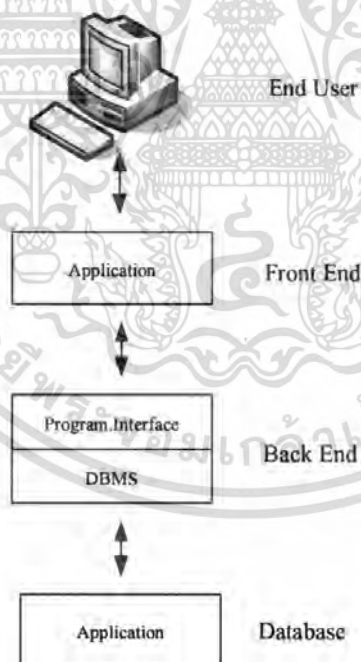 End User
Application Front End
Program.Interface
DBMS
Back End
Application Database